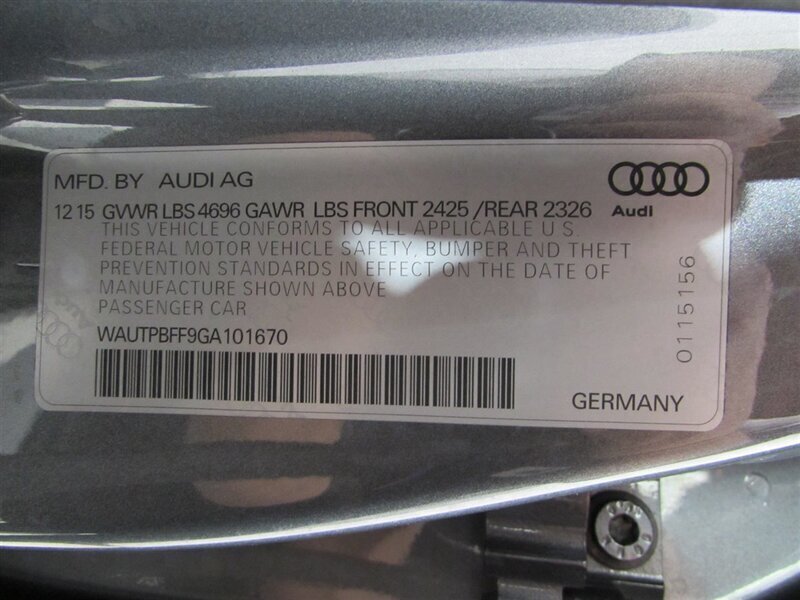 MFD. BY AUDI AG
12 15 GVWR LBS 4696 GAWR LBS FRONT 2425 /REAR 2326
Audi
THIS VEHICLE CONFORMS TO ALL APPLICABLE U.S.
FEDERAL MOTOR VEHICLE SAFETY, BUMPER AND THEFT
PREVENTION STANDARDS IN EFFECT ON THE DATE OF
MANUFACTURE SHOWN ABOVE
PASSENGER CAR
WAUTPBFF9GA101670
GERMANY
0115156